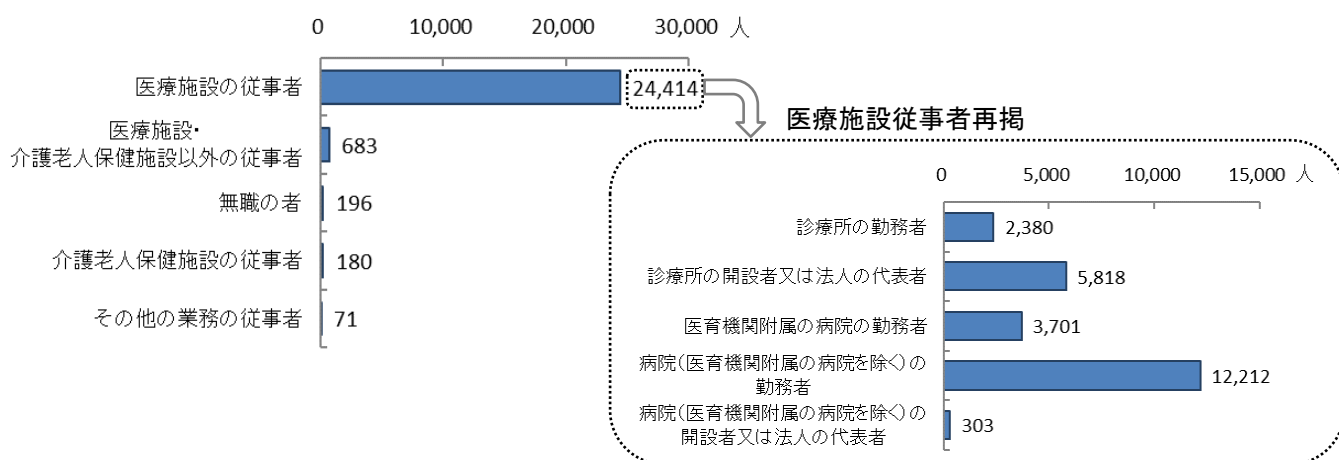 0 10,000 20,000 30,000 人
医療施設の従事者 24,414
医療施設・
介護老人保健施設以外の従事者 683
無職の者 196
介護老人保健施設の従事者 180
その他の業務の従事者 71
医療施設従事者再掲
0 5,000 10,000 15,000 人
診療所の勤務者 2,380
診療所の開設者又は法人の代表者 5,818
医育機関附属の病院の勤務者 3,701
病院(医育機関附属の病院を除く)の
勤務者 12,212
病院(医育機関附属の病院を除く)の
開設者又は法人の代表者 303